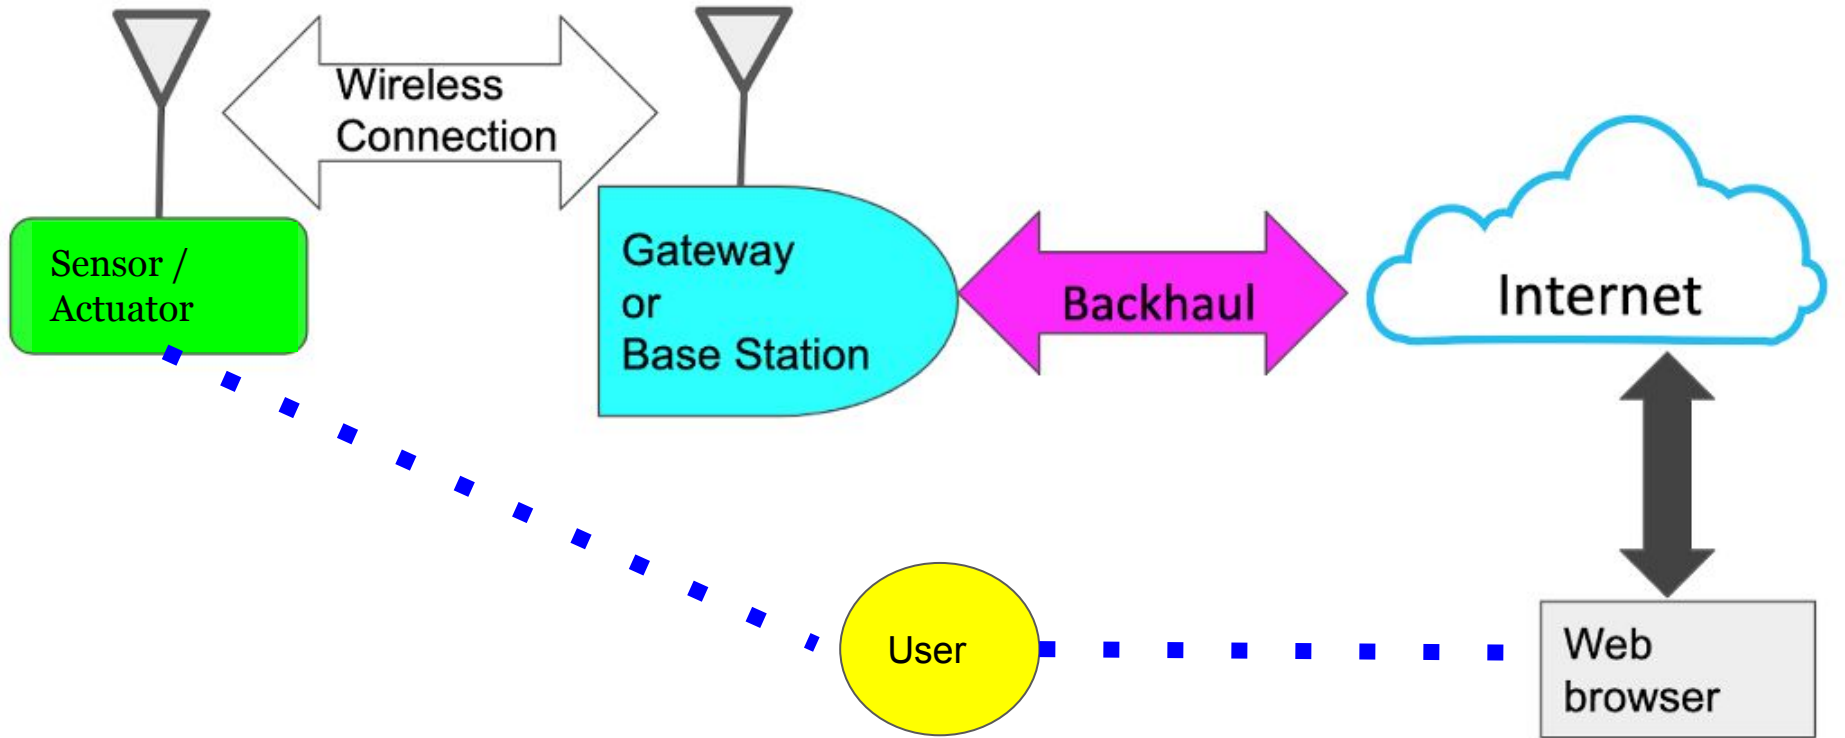 Wireless
Connection
Sensor /
Actuator
Gateway
or
Base Station
Backhaul
Internet
User
Web
browser